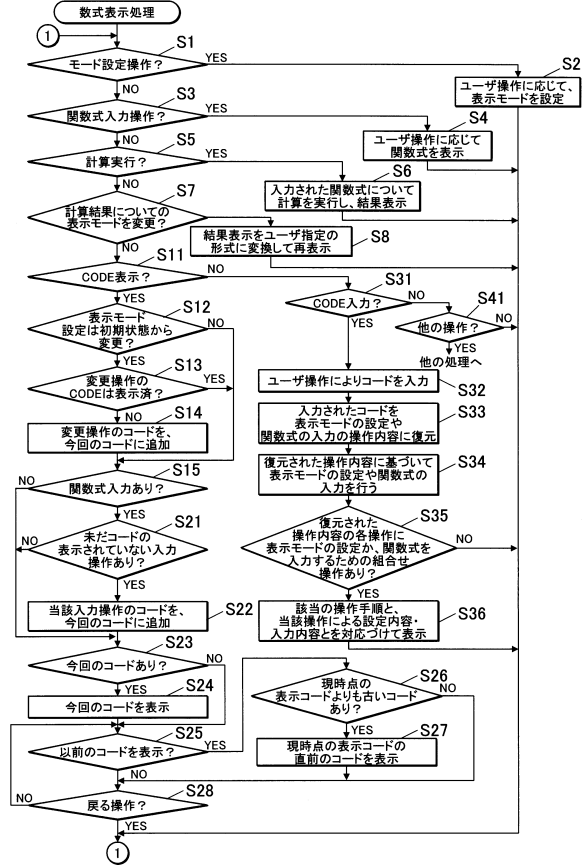 数式表示処理
1
S1
モード設定操作？
YES
NO
S2
ユーザ操作に応じて、
表示モードを設定
S3
関数式入力操作？
YES
NO
S4
ユーザ操作に応じて
関数式を表示
S5
計算実行？
YES
NO
S6
入力された関数式について
計算を実行し、結果表示
S7
計算結果についての
表示モードを変更？
YES
NO
S8
結果表示をユーザ指定の
形式に変換して再表示
S11
CODE表示？
NO
YES
S31
CODE入力？
NO
YES
S41
他の操作？
NO
YES
他の処理へ
S12
表示モード
設定は初期状態から
変更？
NO
YES
S13
変更操作の
CODEは表示済？
YES
NO
S14
変更操作のコードを、
今回のコードに追加
S32
ユーザ操作によりコードを入力
S33
入力されたコードを
表示モードの設定や
関数式の入力の操作内容に復元
S34
復元された操作内容に基づいて
表示モードの設定や関数式の
入力を行う
S15
関数式入力あり？
NO
YES
S21
未だコードの
表示されていない入力
操作あり？
NO
YES
S22
当該入力操作のコードを、
今回のコードに追加
S35
復元された
操作内容の各操作に
表示モードの設定か、関数式を
入力するための組合せ
操作あり？
NO
YES
S36
該当の操作手順と、
当該操作による設定内容・
入力内容とを対応づけて表示
S23
今回のコードあり？
NO
YES
S24
今回のコードを表示
S25
以前のコードを表示？
YES
NO
S26
現時点の
表示コードよりも古いコード
あり？
NO
YES
S27
現時点の表示コードの
直前のコードを表示
S28
戻る操作？
NO
YES
1